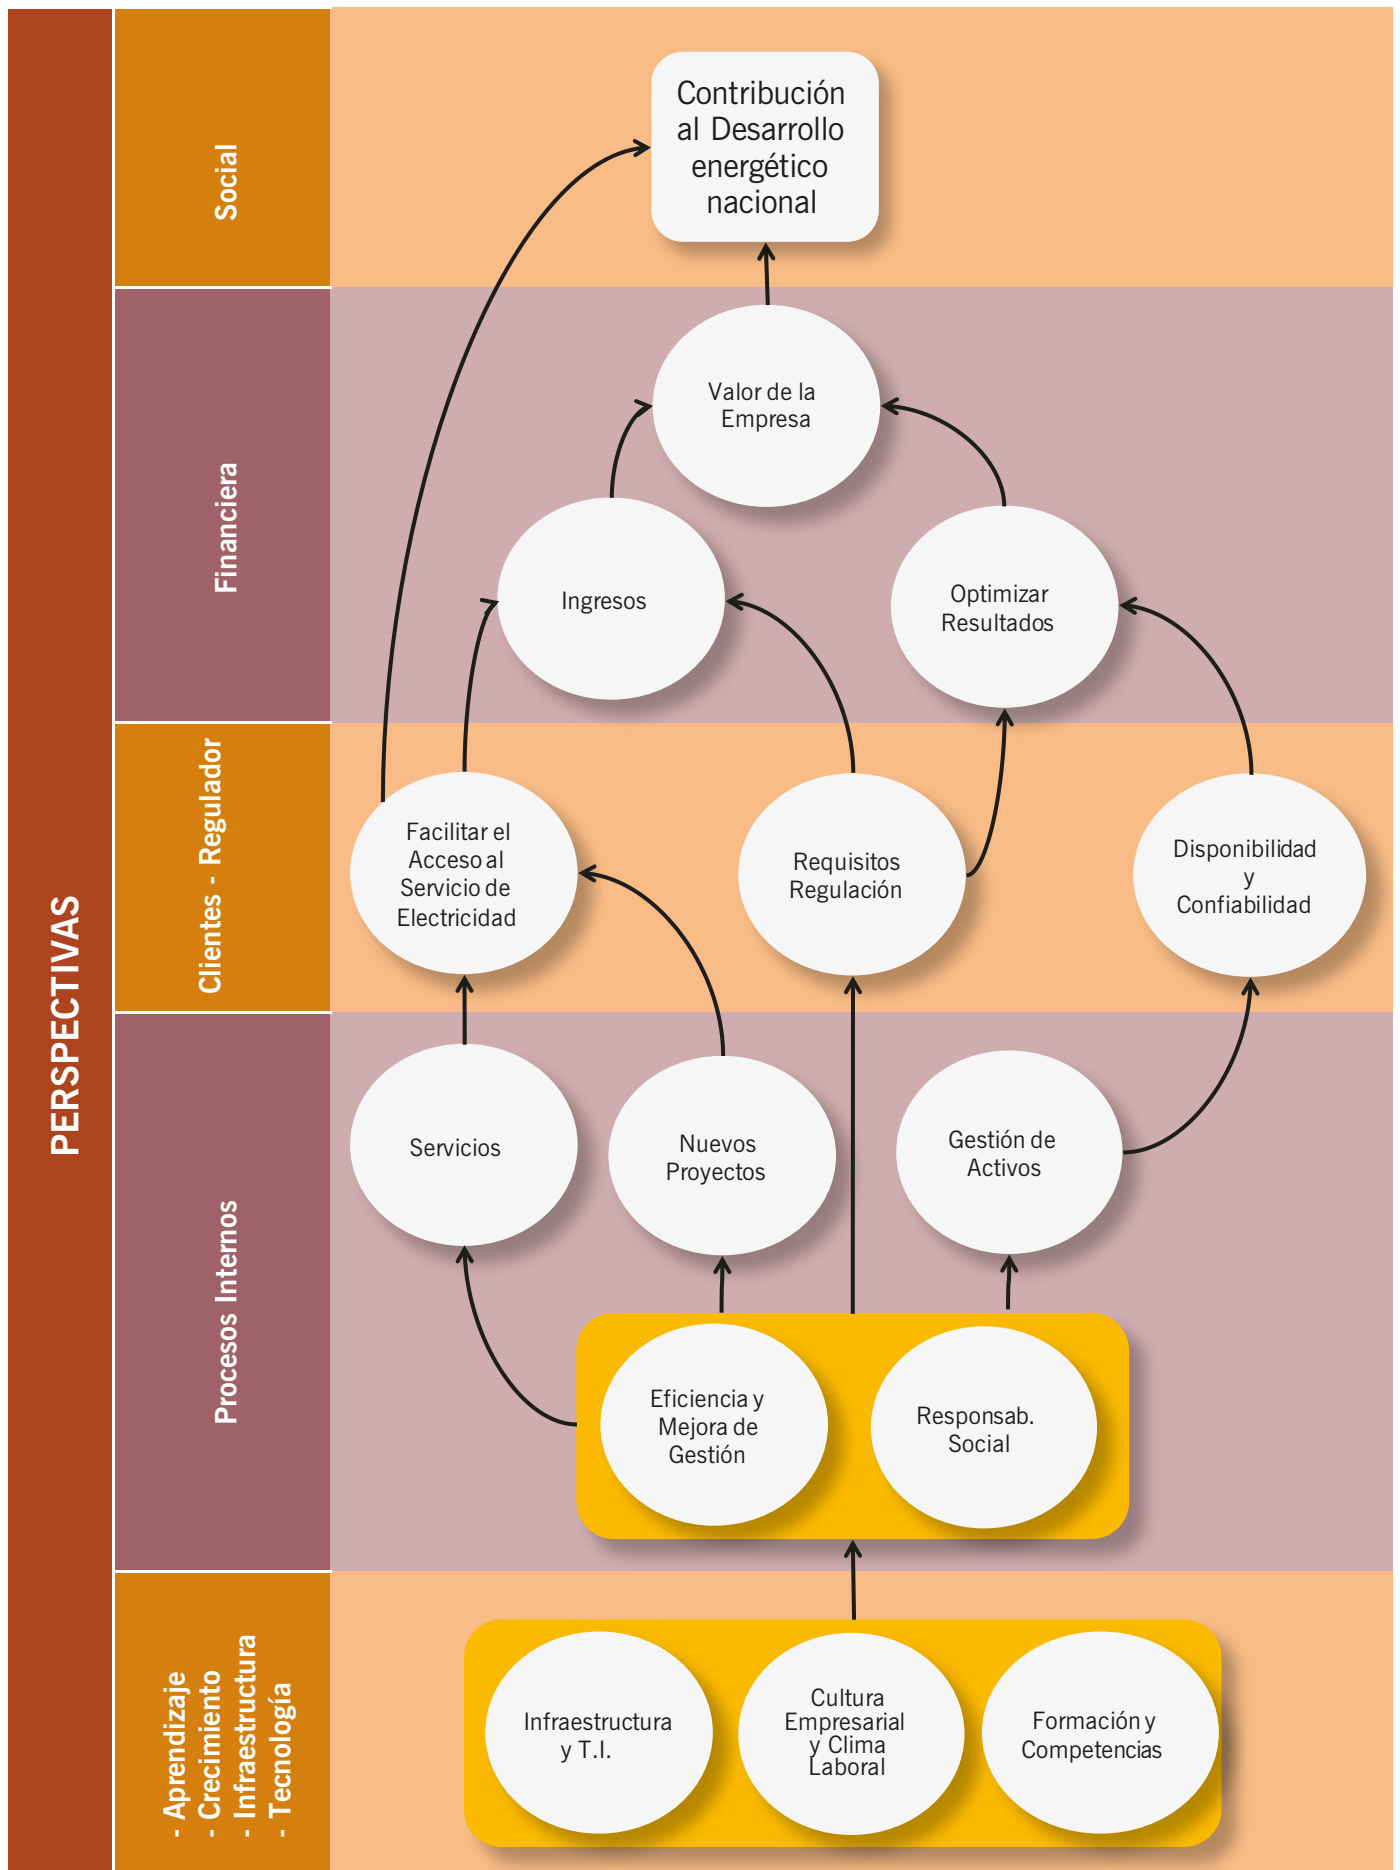 PERSPECTIVAS
Social
Contribución
al Desarrollo
energético
nacional
Financiera
Valor de la
Empresa
Ingresos
Optimizar
Resultados
Clientes - Regulador
Facilitar el
Acceso al
Servicio de
Electricidad
Requisitos
Regulación
Disponibilidad
y
Confiabilidad
Procesos Internos
Servicios
Nuevos
Proyectos
Gestión de
Activos
Eficiencia y
Mejora de
Gestión
Responsab.
Social
- Aprendizaje
- Crecimiento
- Infraestructura
- Tecnología
Infraestructura
y T.I.
Cultura
Empresarial
y Clima
Laboral
Formación y
Competencias